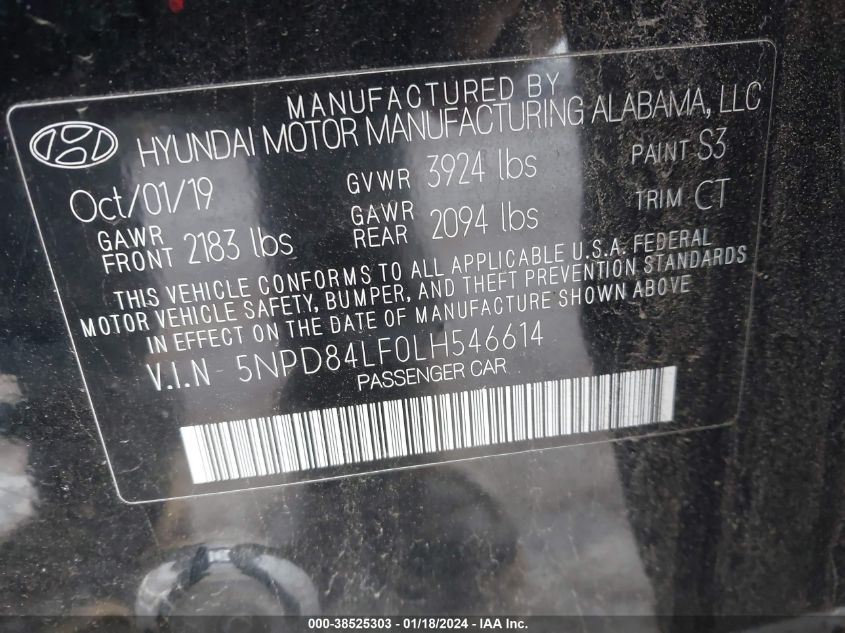 MANUFACTURED BY
HYUNDAI MOTOR MANUFACTURING ALABAMA, LLC
Oct/01/19 GVWR 3924 lbs PAINT S3
GAWR FRONT 2183 lbs GAWR REAR 2094 lbs TRIM CT
THIS VEHICLE CONFORMS TO ALL APPLICABLE U.S.A. FEDERAL
MOTOR VEHICLE SAFETY, BUMPER, AND THEFT PREVENTION STANDARDS
IN EFFECT ON THE DATE OF MANUFACTURE SHOWN ABOVE
V.I.N 5NPD84LF0LH546614
PASSENGER CAR
000-38525303 - 01/18/2024 - IAA Inc.